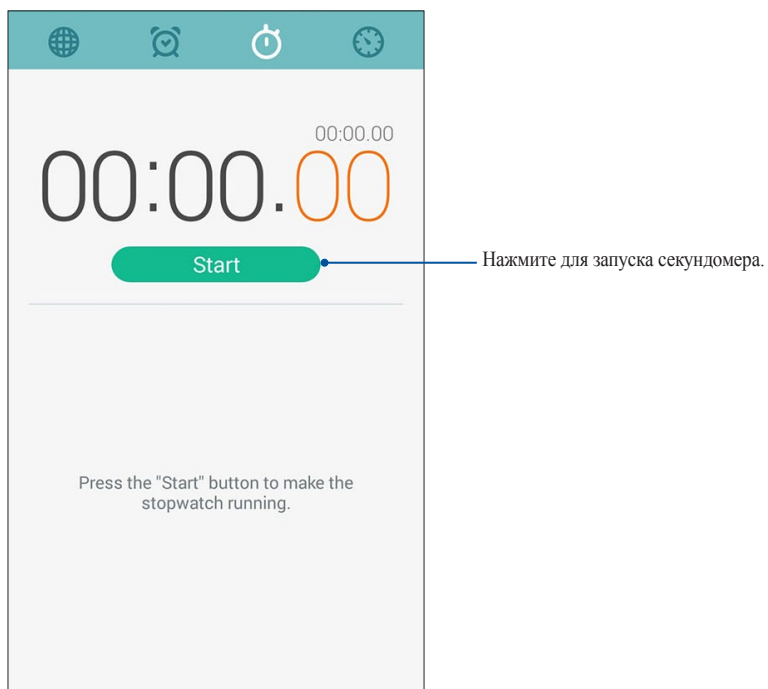 00:00.00
00:00.00
Start
Нажмите для запуска секундомера.
Press the "Start" button to make the
stopwatch running.